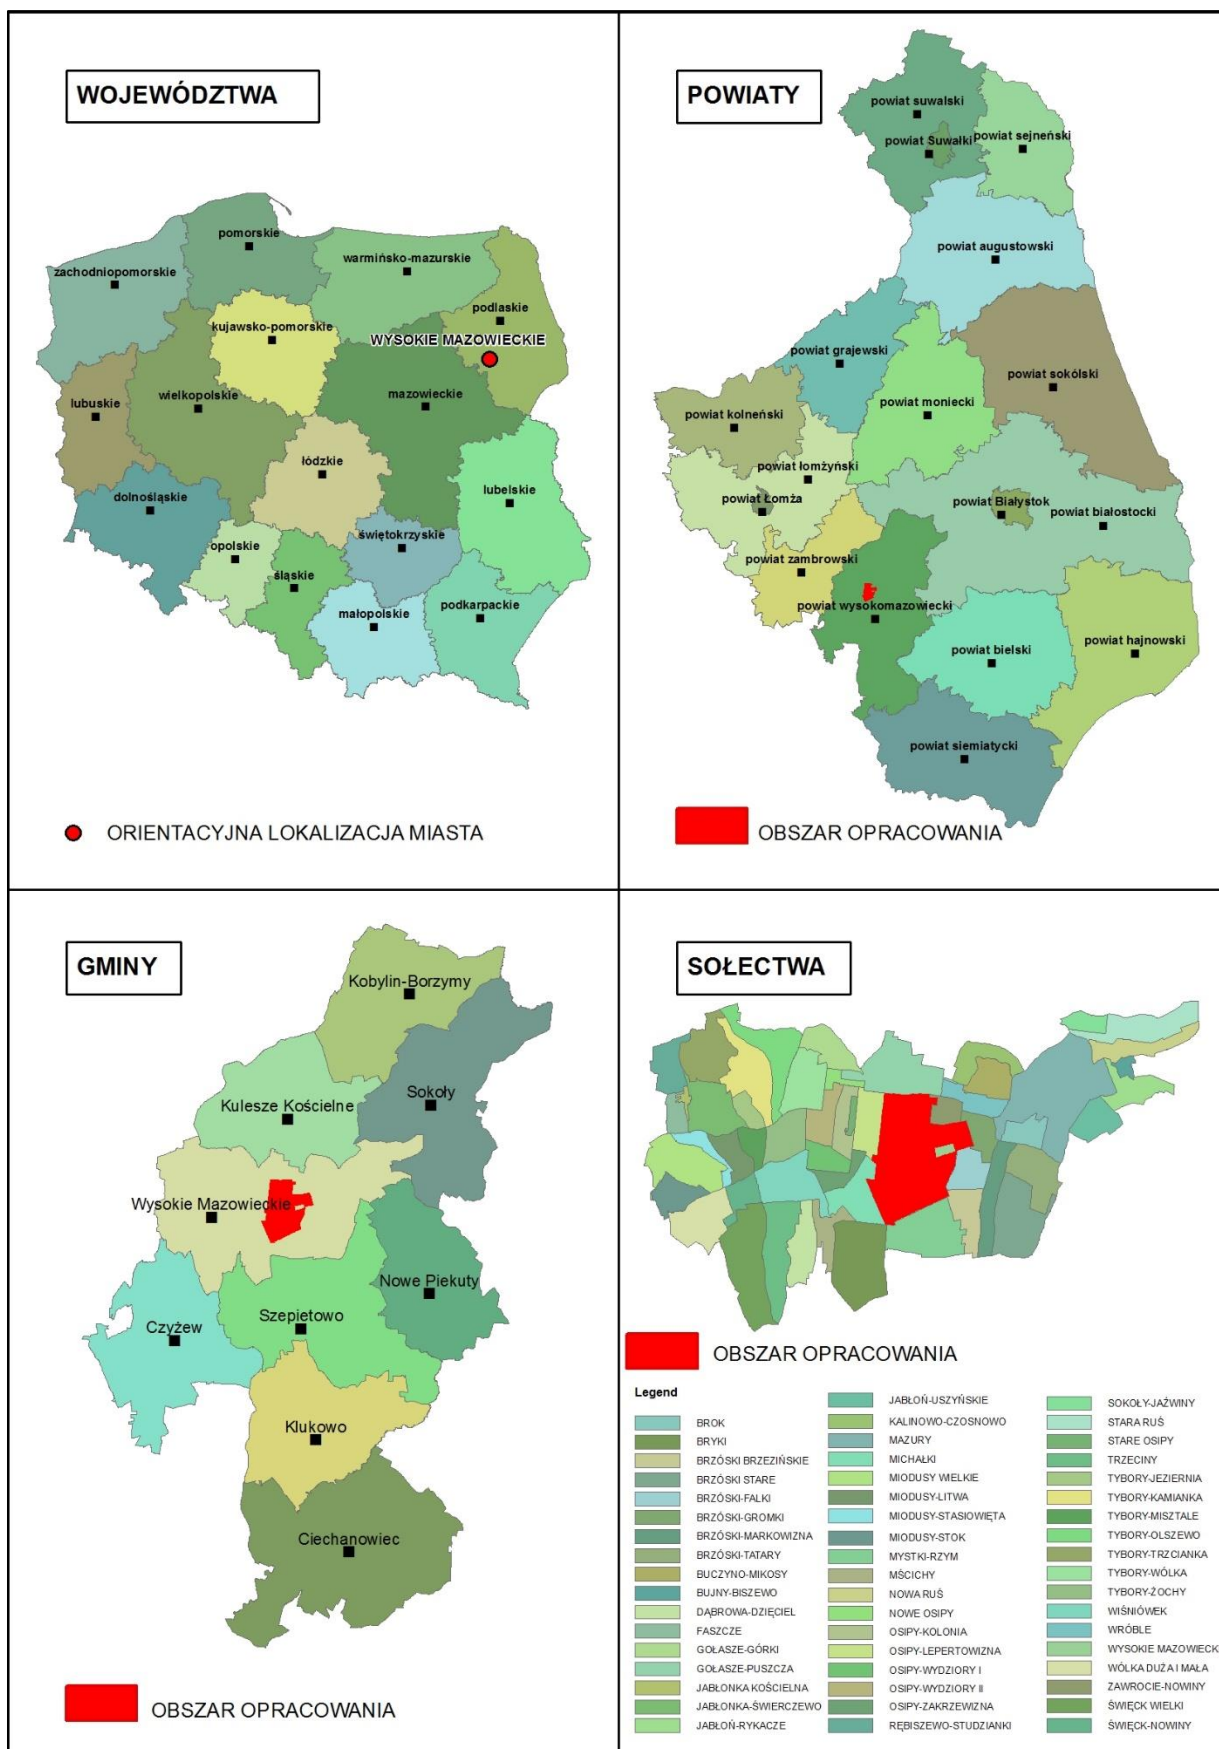 WOJEWÓDZTWA
pomorskie
zachodniopomorskie
warmińsko-mazurskie
podlaskie
kujawsko-pomorskie
WYSOKIE MAZOWIECKIE
lubuskie
wielkopolskie
mazowieckie
łódzkie
dolnośląskie
lubelskie
opolskie
świętokrzyskie
śląskie
małopolskie
podkarpackie
ORIENTACYJNA LOKALIZACJA MIASTA
POWIATY
powiat suwalski
powiat Suwałki
powiat sejneński
powiat augustowski
powiat grajewski
powiat sokólski
powiat kolneński
powiat moniecki
powiat łomżyński
powiat Łomża
powiat Białystok
powiat białostocki
powiat zambrowski
powiat wysokomazowiecki
powiat hajnowski
powiat bielski
powiat siemiatycki
OBSZAR OPRACOWANIA
GMINY
Kobylin-Borzymy
Kulesze Kościelne
Sokoły
Wysokie Mazowieckie
Nowe Piekuty
Szepietowo
Czyżew
Klukowo
Ciechanowiec
OBSZAR OPRACOWANIA
SOŁECTWA
OBSZAR OPRACOWANIA
Legend
BROK
BRYKI
BRZÓSKI BRZEZIŃSKIE
BRZÓSKI STARE
BRZÓSKI-FALKI
BRZÓSKI-GROMKI
BRZÓSKI-MARKOWIZNA
BRZÓSKI-TATARY
BUCZYNO-MIKOSY
BUJNY-BISZEWO
DĄBROWA-DZIĘCIEL
FASZCZE
GOŁASZE-GÓRKI
GOŁASZE-PUSZCZA
JABŁONKA KOŚCIELNA
JABŁONKA-ŚWIERCZEWO
JABŁOŃ-RYKACZE
JABŁOŃ-USZYŃSKIE
KALINOWO-CZOSNOWO
MAZURY
MICHAŁKI
MIODUSY WIELKIE
MIODUSY-LITWA
MIODUSY-STASIOWIĘTA
MIODUSY-STOK
MYSTKI-RZYM
MŚCICHY
NOWA RUŚ
NOWE OSIPY
OSIPY-KOLONIA
OSIPY-LEPERTOWIZNA
OSIPY-WYDZIORY I
OSIPY-WYDZIORY II
OSIPY-ZAKRZEWIZNA
RĘBISZEWO-STUDZIANKI
SOKOŁY-JAŹWINY
STARA RUŚ
STARE OSIPY
TRZECINY
TYBORY-JEZIERNIA
TYBORY-KAMIANKA
TYBORY-MISZTALE
TYBORY-OLSZEWO
TYBORY-TRZCIANKA
TYBORY-WÓLKA
TYBORY-ŻOCHY
WIŚNIÓWEK
WRÓBLE
WYSOKIE MAZOWIECK
WÓLKA DUŻA I MAŁA
ZAWROCIE-NOWINY
ŚWIĘCK WIELKI
ŚWIĘCK-NOWINY